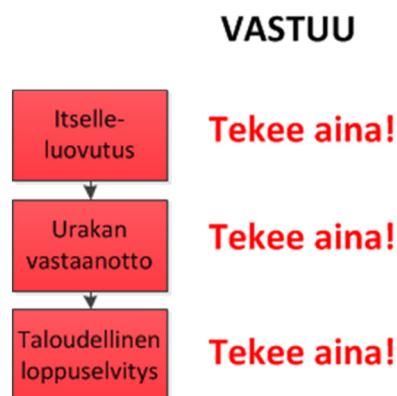 VASTUU
Itselle-
luovutus
Tekee aina!
Urakan
vastaanotto
Tekee aina!
Taloudellinen
loppuselvitys
Tekee aina!